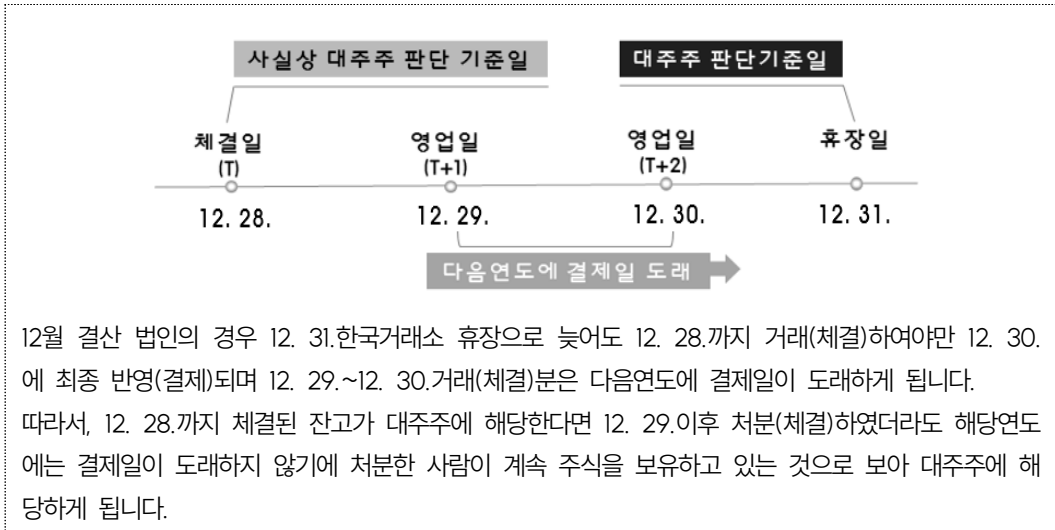 사실상 대주주 판단 기준일 대주주 판단기준일
체결일 영업일 영업일 휴장일
(T) (T+1) (T+2)
12. 28. 12. 29. 12. 30. 12. 31.
다음연도에 결제일 도래
12월 결산 법인의 경우 12. 31.한국거래소 휴장으로 늦어도 12. 28.까지 거래(체결)하여야만 12. 30.
에 최종 반영(결제)되며 12. 29.~12. 30.거래(체결)분은 다음연도에 결제일이 도래하게 됩니다.
따라서, 12. 28.까지 체결된 잔고가 대주주에 해당한다면 12. 29.이후 처분(체결)하였더라도 해당연도
에는 결제일이 도래하지 않기에 처분한 사람이 계속 주식을 보유하고 있는 것으로 보아 대주주에 해
당하게 됩니다.